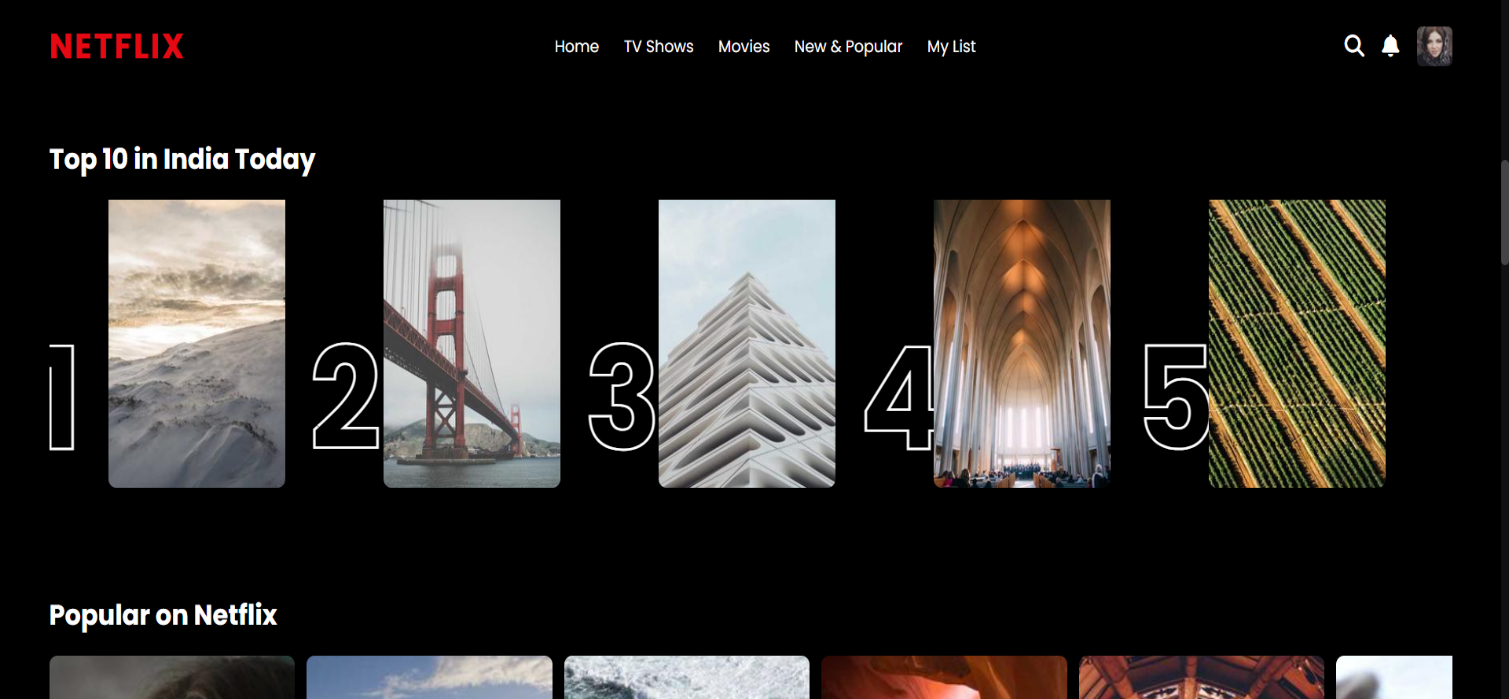 NETFLIX
Home TV Shows Movies New & Popular My List
Top 10 in India Today
1 2 3 4 5
Popular on Netflix